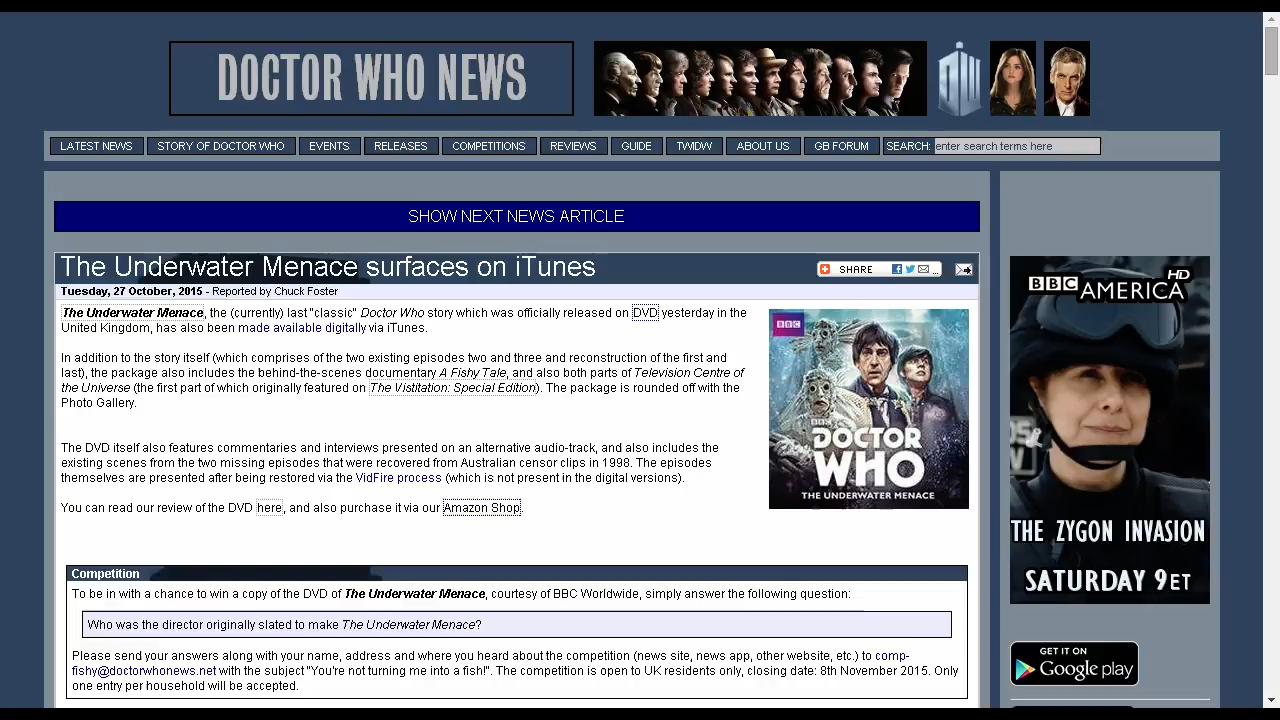 DOCTOR WHO NEWS
DW
LATEST NEWS STORY OF DOCTOR WHO EVENTS RELEASES COMPETITIONS REVIEWS GUIDE TWIDW ABOUT US GB FORUM SEARCH: enter search terms here
SHOW NEXT NEWS ARTICLE
The Underwater Menace surfaces on iTunes
SHARE
...
Tuesday, 27 October, 2015 - Reported by Chuck Foster
The Underwater Menace, the (currently) last "classic" Doctor Who story which was officially released on DVD yesterday in the
United Kingdom, has also been made available digitally via iTunes.
In addition to the story itself (which comprises of the two existing episodes two and three and reconstruction of the first and
last), the package also includes the behind-the-scenes documentary A Fishy Tale, and also both parts of Television Centre of
the Universe (the first part of which originally featured on The Visitation Special Edition). The package is rounded off with the
Photo Gallery.
The DVD itself also features commentaries and interviews presented on an alternative audio-track, and also includes the
existing scenes from the two missing episodes that were recovered from Australian censor clips in 1998. The episodes
themselves are presented after being restored via the VidFire process (which is not present in the digital versions).
You can read our review of the DVD here, and also purchase it via our Amazon Shop.
BBC
DOCTOR
WHO
THE UNDERWATER MENACE
Competition
To be in with a chance to win a copy of the DVD of The Underwater Menace, courtesy of BBC Worldwide, simply answer the following question:
Who was the director originally slated to make The Underwater Menace?
Please send your answers along with your name, address and where you heard about the competition (news site, news app, other website, etc.) to comp-
fishy@doctorwhonews.net with the subject "You're not turning me into a fish!". The competition is open to UK residents only, closing date: 8th November 2015. Only
one entry per household will be accepted.
BBC AMERICA HD
THE ZYGON INVASION
SATURDAY 9ET
GET IT ON
Google play